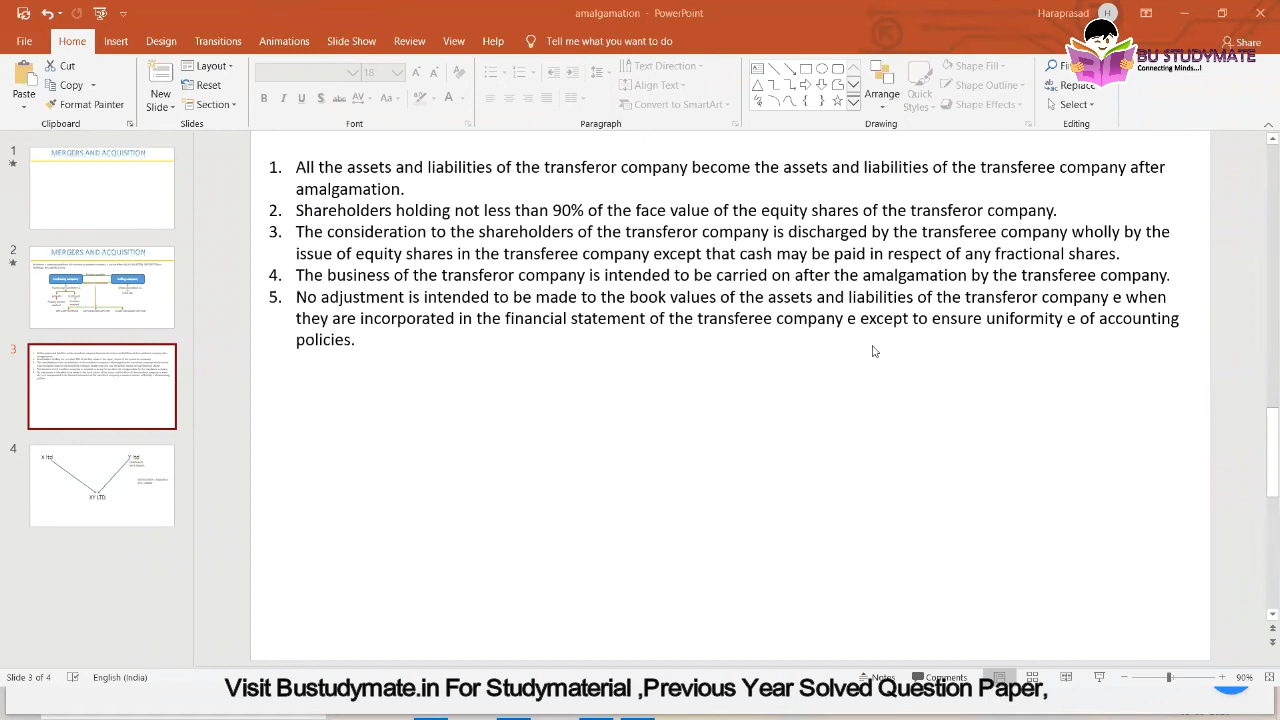 amalgamation - PowerPoint
Haraprasad H
File Home Insert Design Transitions Animations Slide Show Review View Help Tell me what you want to do Share
BU STUDYMATE
Connecting Minds...!
Paste Cut Copy Format Painter
Clipboard
New Slide Layout Reset Section
Slides
18
B I U S abc AV Aa A
Font
Text Direction
Align Text
Convert to SmartArt
Paragraph
Arrange Quick Styles
Shape Fill
Shape Outline
Shape Effects
Drawing
Replace
Select
Editing
1
MERGERS AND ACQUISITION
2
MERGERS AND ACQUISITION
3
4
XY LTD
1. All the assets and liabilities of the transferor company become the assets and liabilities of the transferee company after
amalgamation.
2. Shareholders holding not less than 90% of the face value of the equity shares of the transferor company.
3. The consideration to the shareholders of the transferor company is discharged by the transferee company wholly by the
issue of equity shares in the transferee company except that cash may be paid in respect of any fractional shares.
4. The business of the transferor company is intended to be carried on after the amalgamation by the transferee company.
5. No adjustment is intended to be made to the book values of the assets and liabilities of the transferor company e when
they are incorporated in the financial statement of the transferee company e except to ensure uniformity e of accounting
policies.
Slide 3 of 4 English (India) Notes Comments 90%
Visit Bustudymate.in For Studymaterial ,Previous Year Solved Question Paper,